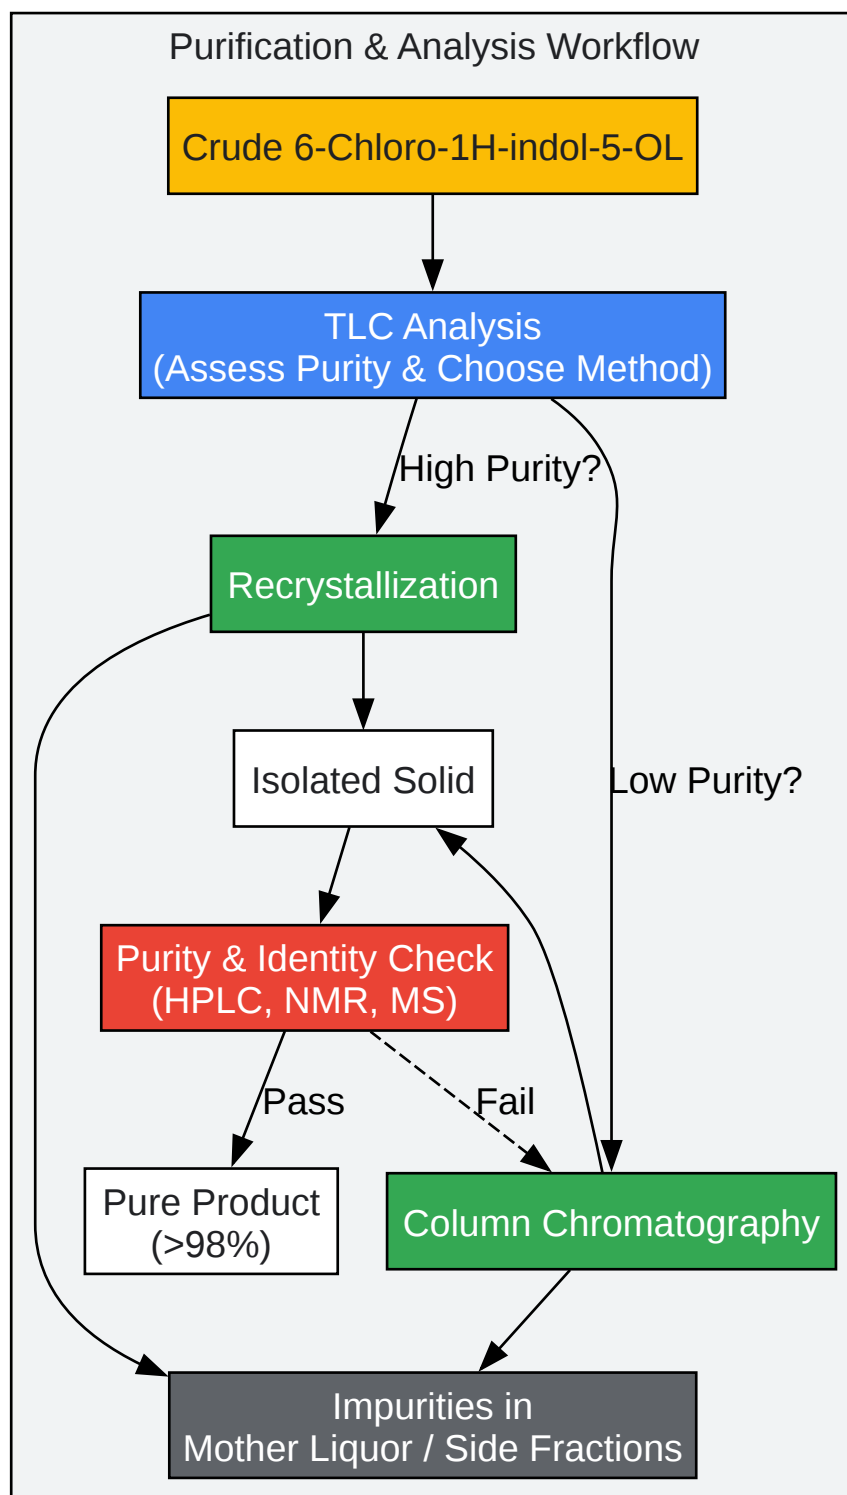 Purification & Analysis Workflow
Crude 6-Chloro-1H-indol-5-OL
TLC Analysis
(Assess Purity & Choose Method)
High Purity?
Recrystallization
Isolated Solid
Low Purity?
Purity & Identity Check
(HPLC, NMR, MS)
Pass
Fail
Pure Product
(>98%)
Column Chromatography
Impurities in
Mother Liquor / Side Fractions